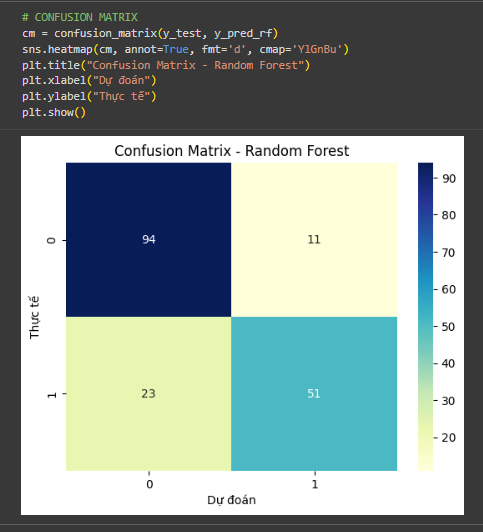 # CONFUSION MATRIX
cm = confusion_matrix(y_test, y_pred_rf)
sns.heatmap(cm, annot=True, fmt='d', cmap='YlGnBu')
plt.title("Confusion Matrix - Random Forest")
plt.xlabel("Dự đoán")
plt.ylabel("Thực tế")
plt.show()
Confusion Matrix - Random Forest
94
11
23
51
0
1
Thực tế
0
1
Dự đoán
90
80
70
60
50
40
30
20